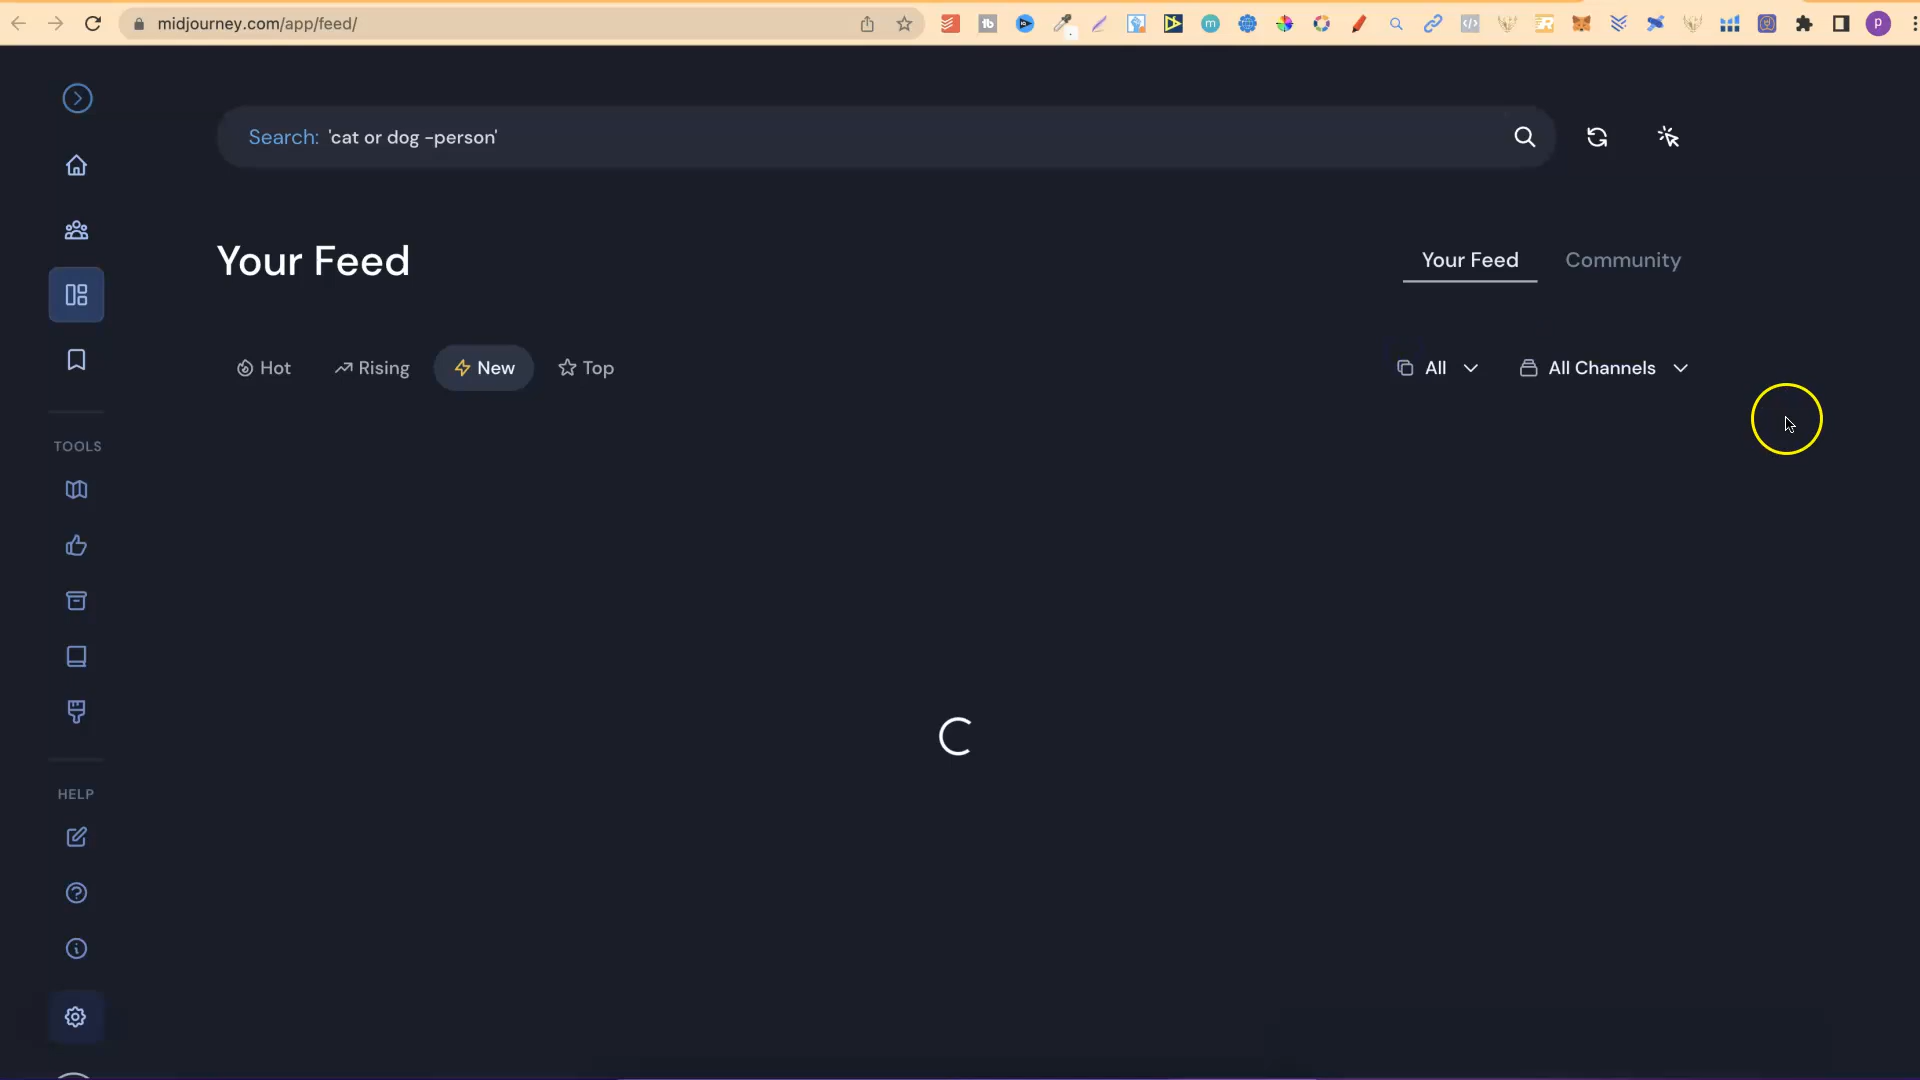 midjourney.com/app/feed/
tb
m
P
Search: 'cat or dog -person'
Your Feed
Your Feed
Community
Hot
Rising
New
Top
All
All Channels
TOOLS
HELP